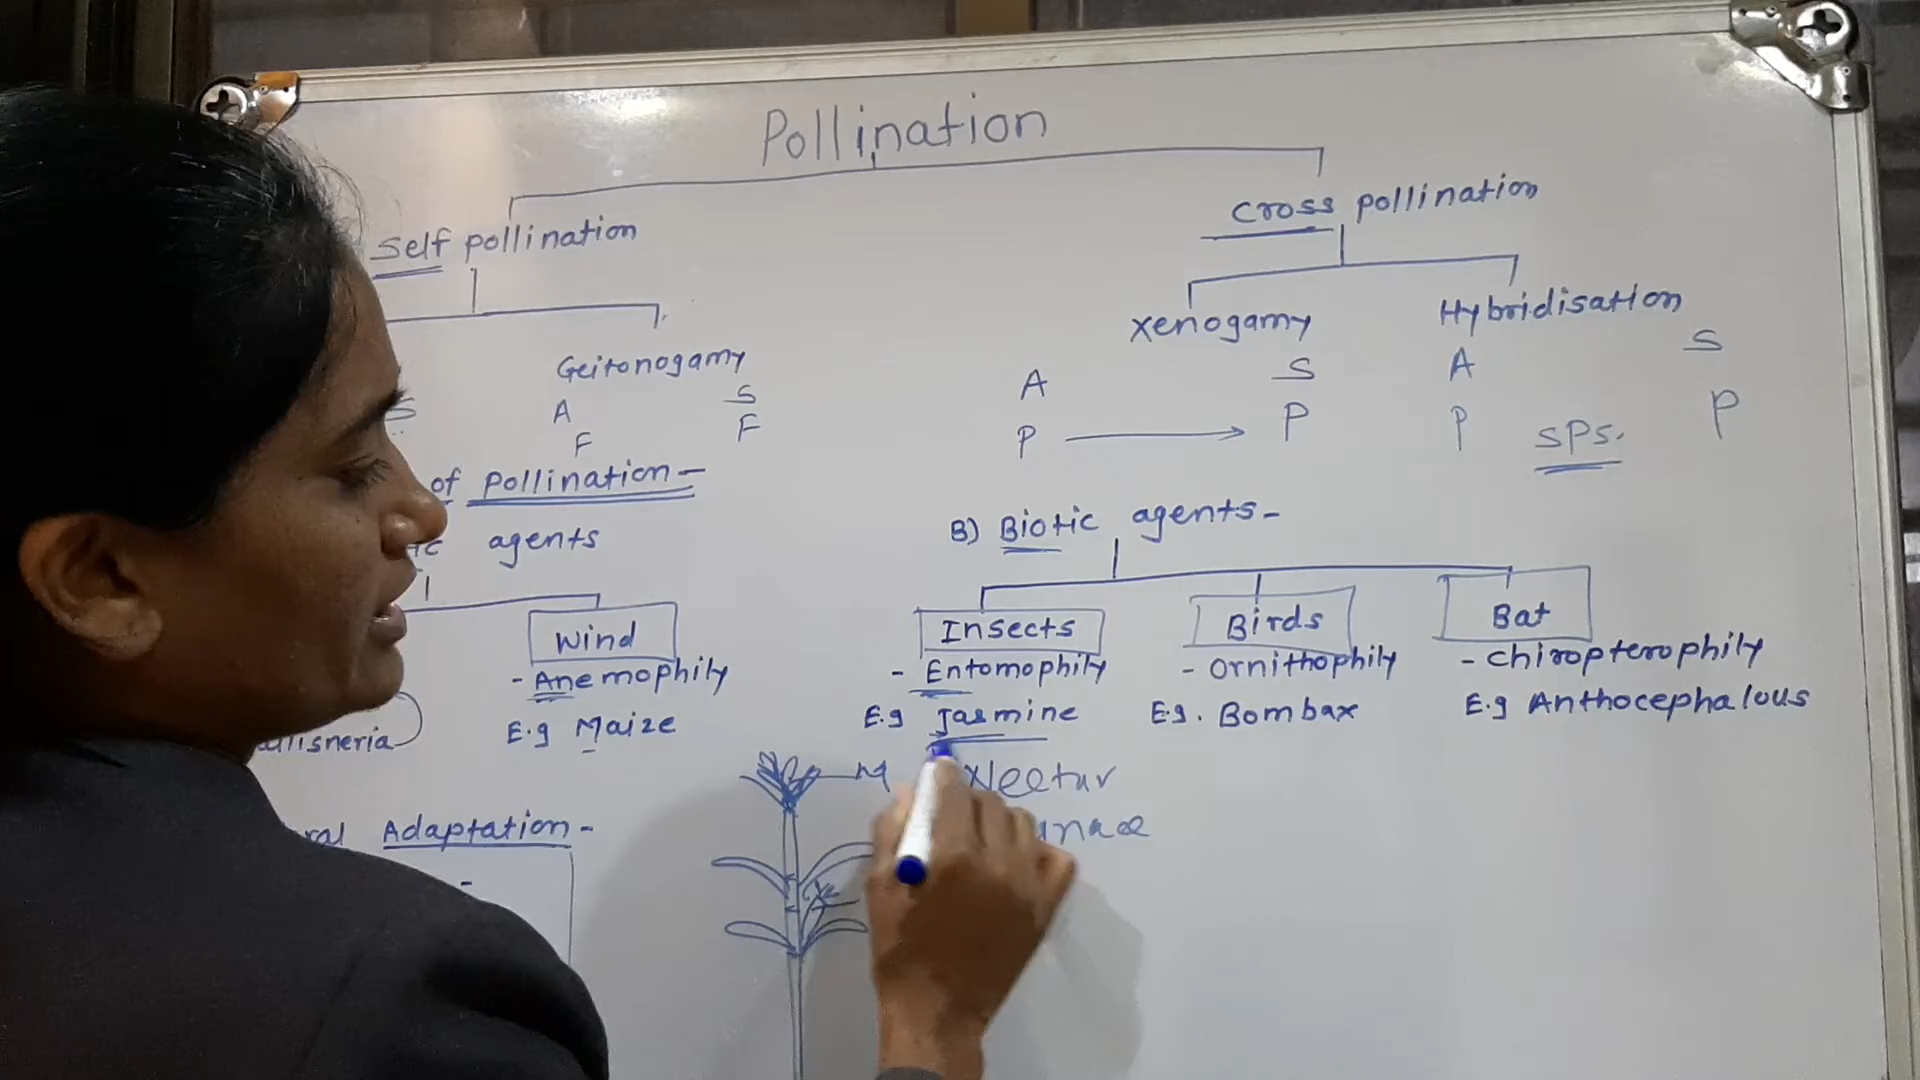 Pollination
Self pollination
Cross pollination
Geitonogamy
Xenogamy
Hybridisation
S
A
S
F
F
A
S
P
P
A
S
P
SPS.
P
of Pollination-
agents
B) Biotic agents-
Wind
- Anemophily
E.g Maize
Insects
- Entomophily
E.g Jasmine
Birds
- Ornithophily
E.g. Bombax
Bat
- Chiropterophily
E.g Anthocephalous
M
Nectur
Adaptation-